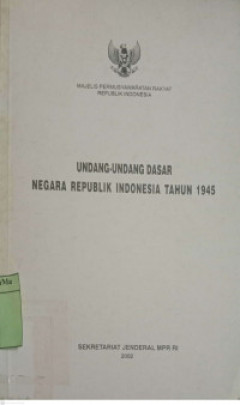 MAJELIS PERMUSYAWARATAN RAKYAT
REPUBLIK INDONESIA
UNDANG-UNDANG DASAR
NEGARA REPUBLIK INDONESIA TAHUN 1945
SEKRETARIAT JENDERAL MPR RI
2002